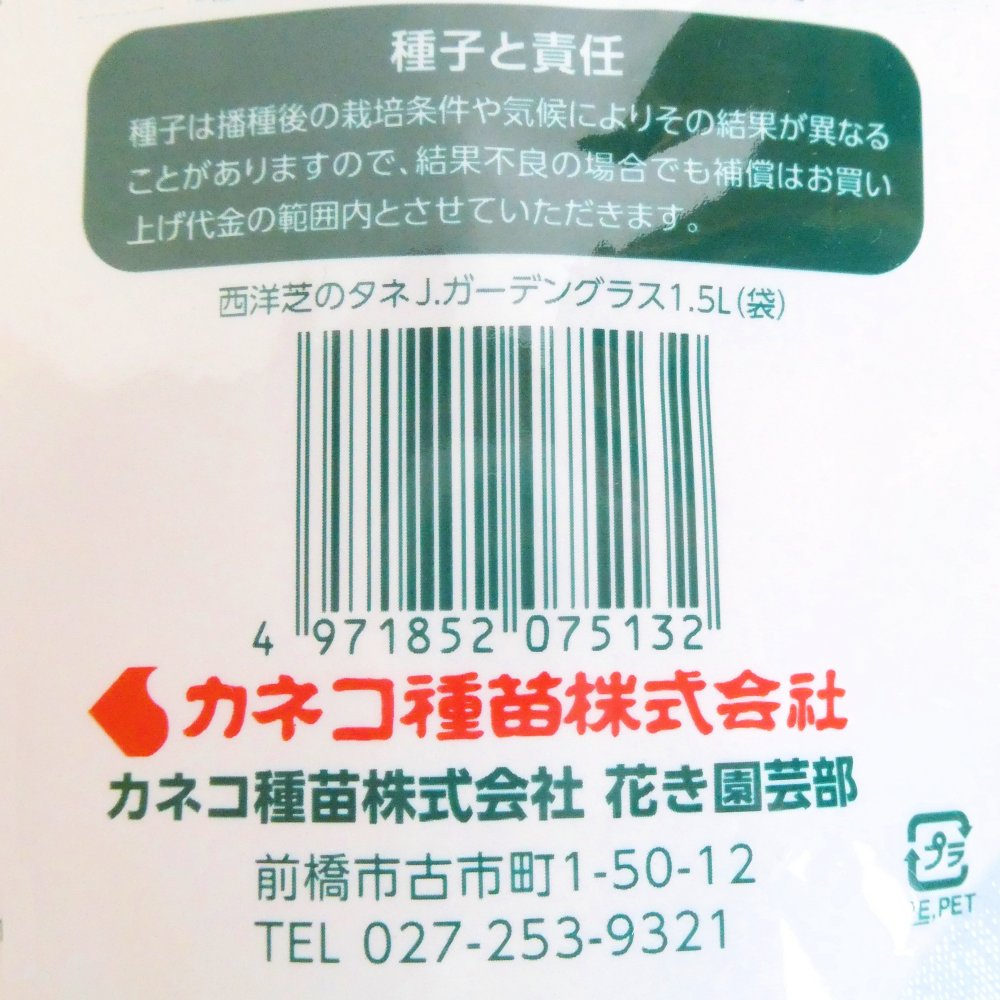 種子と責任
種子は播種後の栽培条件や気候によりその結果が異なる
ことがありますので、結果不良の場合でも補償はお買い
上げ代金の範囲内とさせていただきます。
西洋芝のタネJ.ガーデングラス1.5L(袋)
4 971852 075132
カネコ種苗株式会社
カネコ種苗株式会社 花き園芸部
前橋市古市町1-50-12
TEL 027-253-9321
プラ
PE,PET